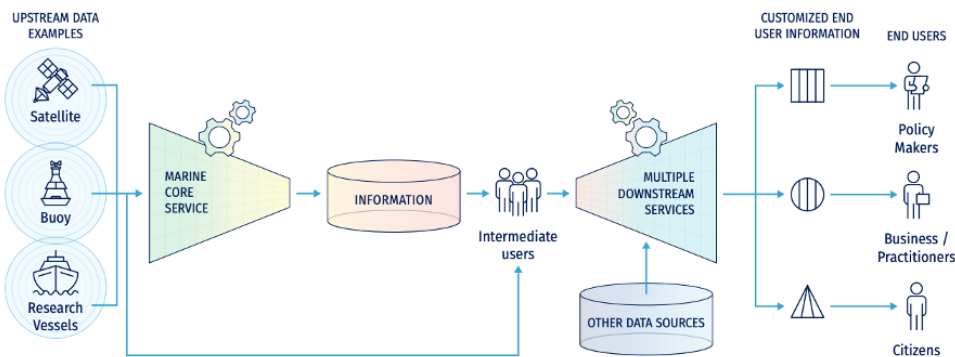 UPSTREAM DATA
EXAMPLES
Satellite
Buoy
Research
Vessels
MARINE
CORE
SERVICE
INFORMATION
Intermediate
users
MULTIPLE
DOWNSTREAM
SERVICES
OTHER DATA SOURCES
CUSTOMIZED END
USER INFORMATION
END USERS
Policy
Makers
Business /
Practitioners
Citizens